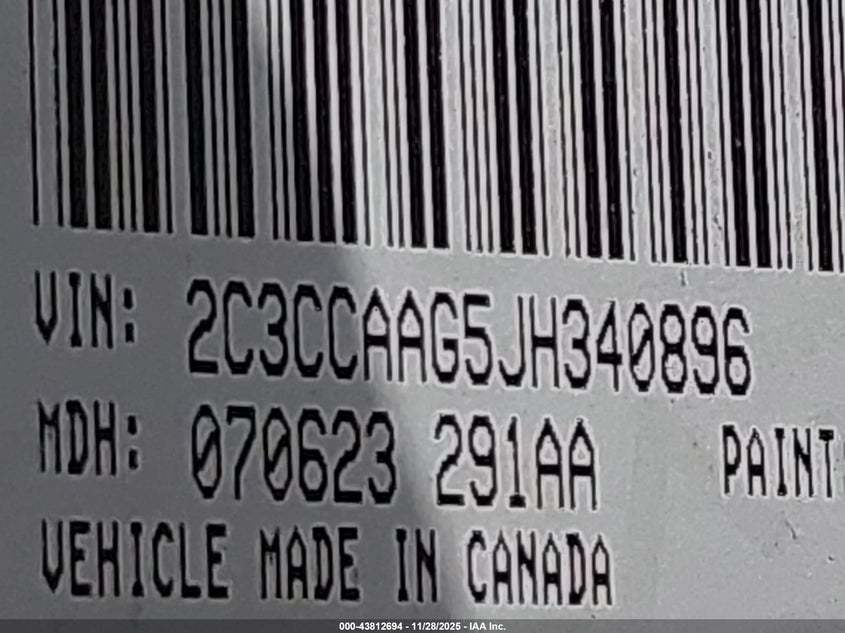 VIN: 2C3CCAAG5JH340896
MDH: 070623 291AA PAINT:
VEHICLE MADE IN CANADA
000-43812694 - 11/28/2025 - IAA Inc.